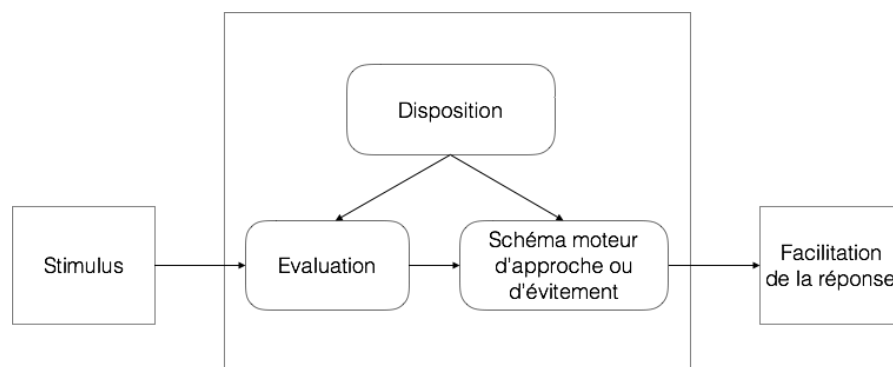 Disposition
Stimulus
Evaluation
Schéma moteur
d'approche ou
d'évitement
Facilitation
de la réponse